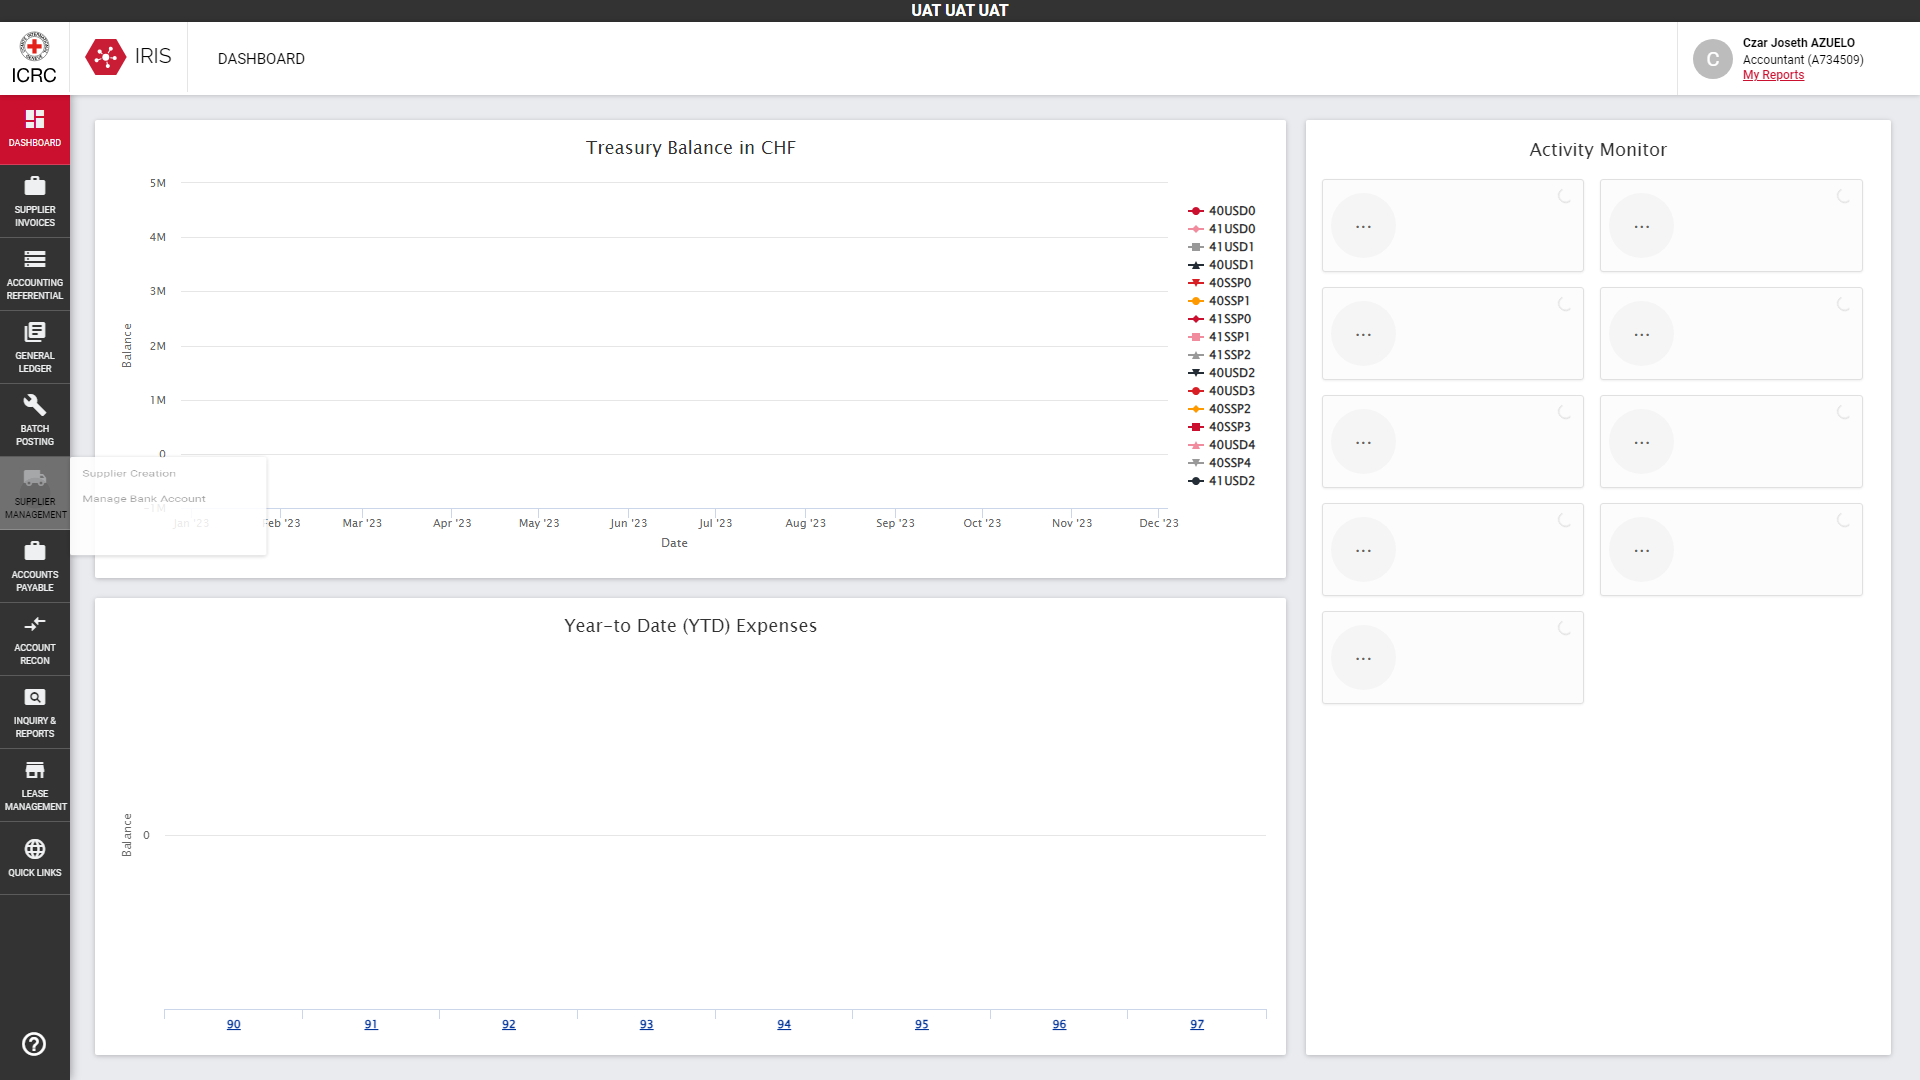 UAT UAT UAT
ICRC
IRIS
DASHBOARD
C
Czar Joseth AZUELO
Accountant (A734509)
My Reports
DASHBOARD
SUPPLIER
INVOICES
ACCOUNTING
REFERENTIAL
GENERAL
LEDGER
BATCH
POSTING
SUPPLIER
MANAGEMENT
ACCOUNTS
PAYABLE
ACCOUNT
RECON
INQUIRY &
REPORTS
LEASE
MANAGEMENT
QUICK LINKS
Supplier Creation
Manage Bank Account
Treasury Balance in CHF
Balance
5M
4M
3M
2M
1M
0
-1M
Jan '23
Feb '23
Mar '23
Apr '23
May '23
Jun '23
Jul '23
Aug '23
Sep '23
Oct '23
Nov '23
Dec '23
Date
40USD0
41USD0
41USD1
40USD1
40SSP0
40SSP1
41SSP0
41SSP1
41SSP2
40USD2
40USD3
40SSP2
40SSP3
40USD4
40SSP4
41USD2
Year-to Date (YTD) Expenses
Balance
0
90
91
92
93
94
95
96
97
Activity Monitor
...
...
...
...
...
...
...
...
...